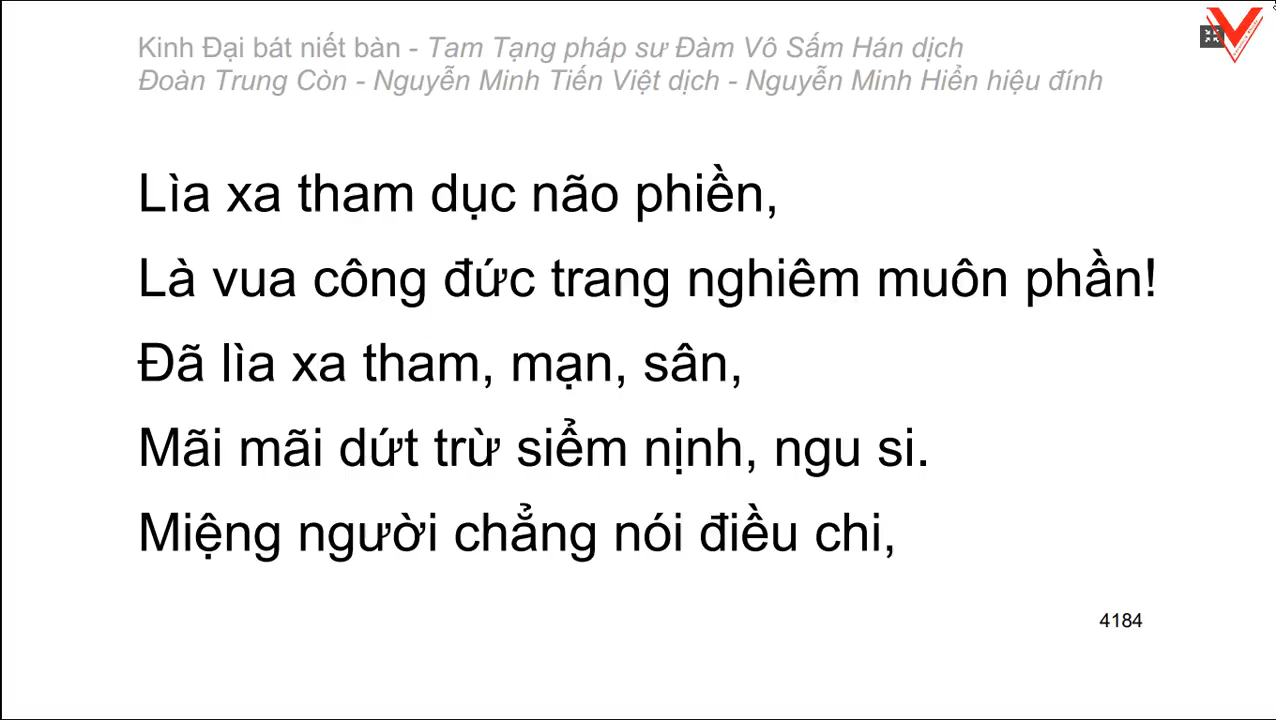 Kinh Đại bát niết bàn - Tam Tạng pháp sư Đàm Vô Sấm Hán dịch
Đoàn Trung Còn - Nguyễn Minh Tiến Việt dịch - Nguyễn Minh Hiển hiệu đính
Lìa xa tham dục não phiền,
Là vua công đức trang nghiêm muôn phần!
Đã lìa xa tham, mạn, sân,
Mãi mãi dứt trừ siểm nịnh, ngu si.
Miệng người chẳng nói điều chi,
4184